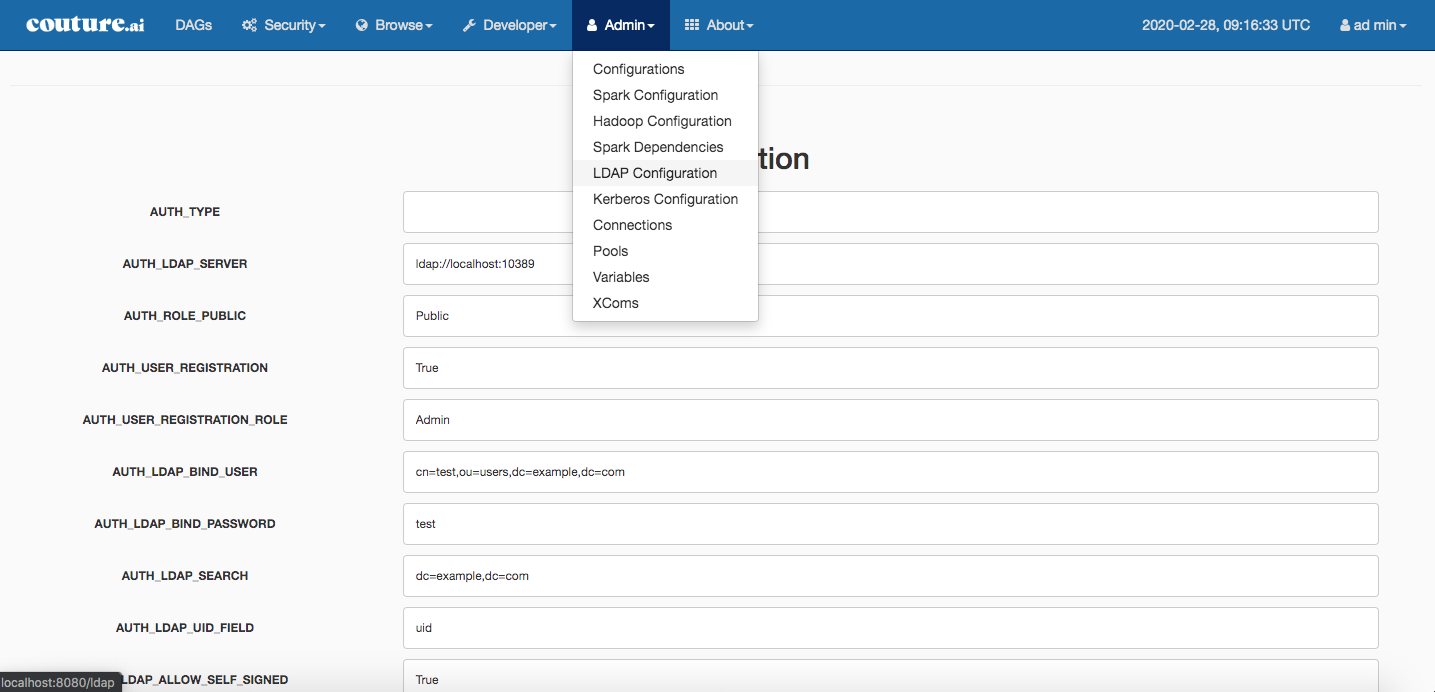 couture.ai DAGs Security Browse Developer Admin About 2020-02-28, 09:16:33 UTC ad min
Configurations
Spark Configuration
Hadoop Configuration
Spark Dependencies
LDAP Configuration
Kerberos Configuration
Connections
Pools
Variables
XComs
tion
AUTH_TYPE
AUTH_LDAP_SERVER ldap://localhost:10389
AUTH_ROLE_PUBLIC Public
AUTH_USER_REGISTRATION True
AUTH_USER_REGISTRATION_ROLE Admin
AUTH_LDAP_BIND_USER cn=test,ou=users,dc=example,dc=com
AUTH_LDAP_BIND_PASSWORD test
AUTH_LDAP_SEARCH dc=example,dc=com
AUTH_LDAP_UID_FIELD uid
LDAP_ALLOW_SELF_SIGNED True
localhost:8080/ldap